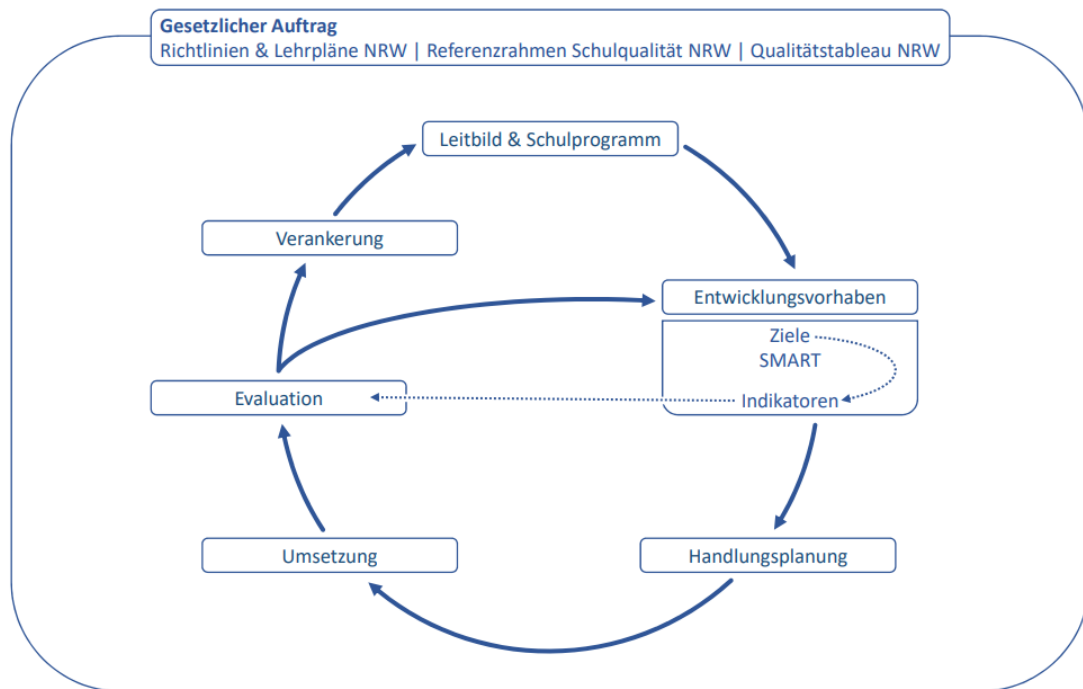 Gesetzlicher Auftrag
Richtlinien & Lehrpläne NRW | Referenzrahmen Schulqualität NRW | Qualitätstableau NRW
Leitbild & Schulprogramm
Verankerung
Entwicklungsvorhaben
Ziele
SMART
Evaluation
Indikatoren
Umsetzung
Handlungsplanung